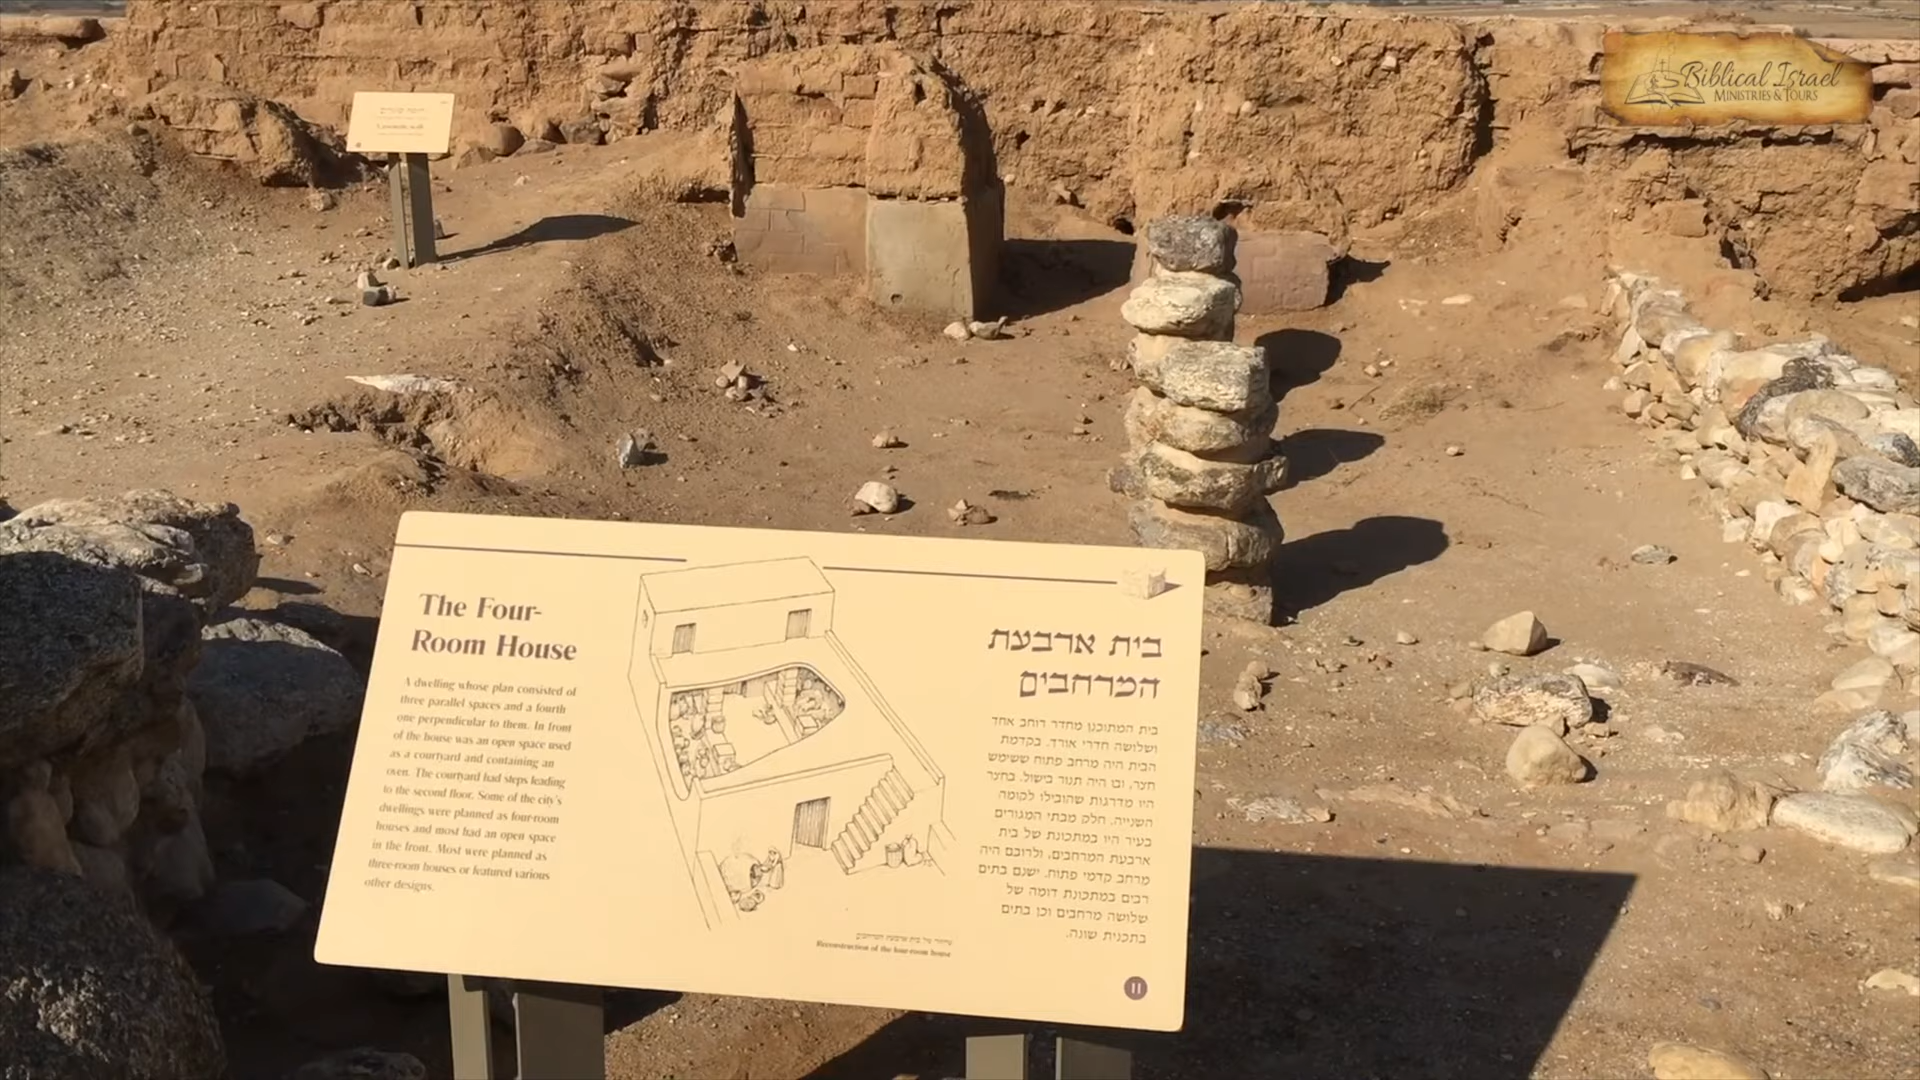 Biblical Israel
MINISTRIES & TOURS
Casemate wall
The Four-
Room House
A dwelling whose plan consisted of
three parallel spaces and a fourth
one perpendicular to them. In front
of the house was an open space used
as a courtyard and containing an
oven. The courtyard had steps leading
to the second floor. Some of the city's
dwellings were planned as four-room
houses and most had an open space
in the front. Most were planned as
three-room houses or featured various
other designs.
בית ארבעת
המרחבים
בית המתוכנן מחדר רוחב אחד
ושלושה חדרי אורך. בקדמת
הבית היה מרחב פתוח ששימש
חצר, ובו היה תנור בישול. בחצר
היו מדרגות שהובילו לקומה
השנייה. חלק מבתי המגורים
בעיר היו במתכונת של בית
ארבעת המרחבים, ולרובם היה
מרחב קדמי פתוח. ישנם בתים
רבים במתכונת דומה של
שלושה מרחבים וכן בתים
בתכנית שונה.
של בית ארבעת המרחבים
Reconstruction of the four-room house
11